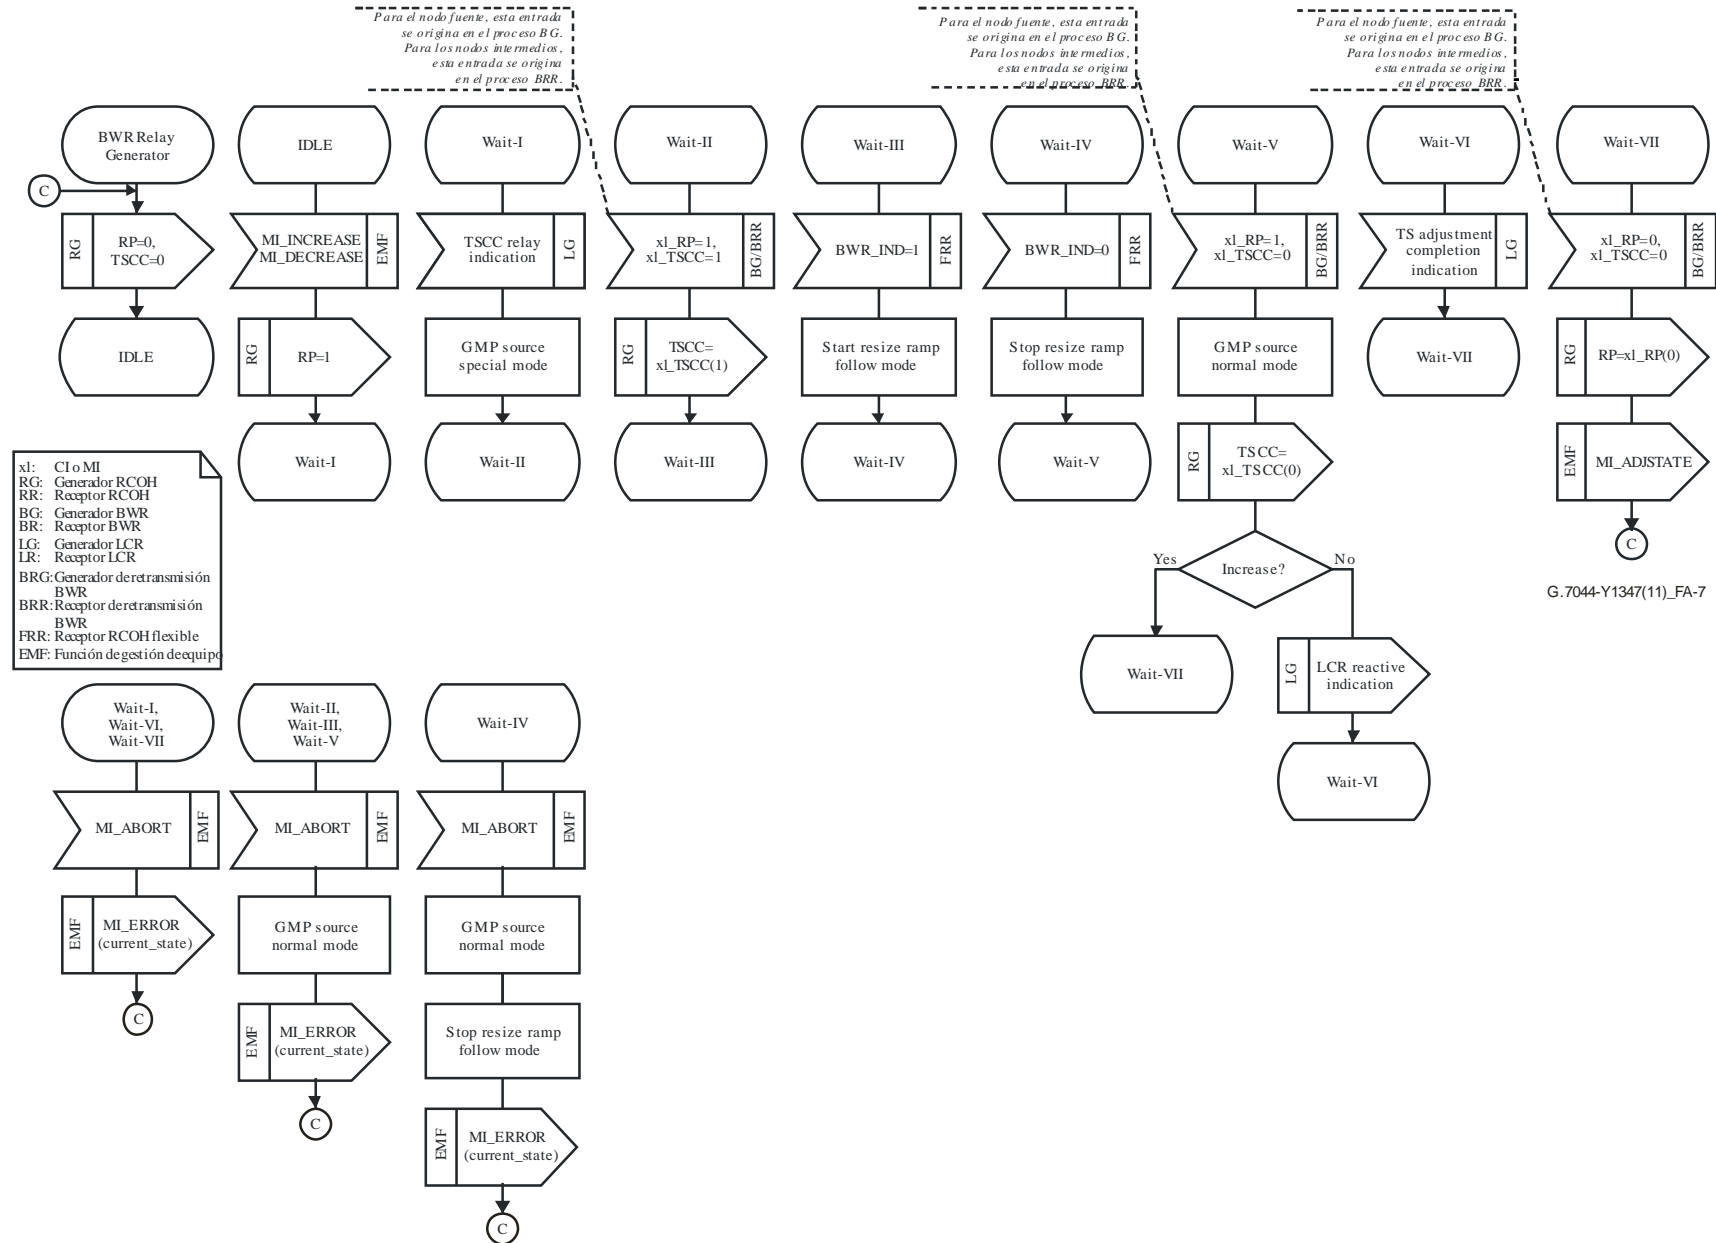 Para el nodo fuente, esta entrada
se origina en el proceso BG.
Para los nodos intermedios,
esta entrada se origina
en el proceso BRR.
Para el nodo fuente, esta entrada
se origina en el proceso BG.
Para los nodos intermedios,
esta entrada se origina
en el proceso BRR.
Para el nodo fuente, esta entrada
se origina en el proceso BG.
Para los nodos intermedios,
esta entrada se origina
en el proceso BRR.
BWR Relay
Generator
C
RG
RP=0,
TSCC=0
IDLE
IDLE
MI_INCREASE
MI_DECREASE
EMF
RG
RP=1
Wait-I
Wait-I
TSCC relay
indication
LG
GMP source
special mode
Wait-II
Wait-II
xl_RP=1,
xl_TSCC=1
BG/BRR
RG
TSCC=
xl_TSCC(1)
Wait-III
Wait-III
BWR_IND=1
FRR
Start resize ramp
follow mode
Wait-IV
Wait-IV
BWR_IND=0
FRR
Stop resize ramp
follow mode
Wait-V
Wait-V
xl_RP=1,
xl_TSCC=0
BG/BRR
GMP source
normal mode
RG
TSCC=
xl_TSCC(0)
Increase?
Yes
No
Wait-VII
LG
LCR reactive
indication
Wait-VI
Wait-VI
TS adjustment
completion
indication
LG
Wait-VII
Wait-VII
xl_RP=0,
xl_TSCC=0
BG/BRR
RG
RP=xl_RP(0)
EMF
MI_ADJSTATE
C
G.7044-Y1347(11)_FA-7
xl: CI o MI
RG: Generador RCOH
RR: Receptor RCOH
BG: Generador BWR
BR: Receptor BWR
LG: Generador LCR
LR: Receptor LCR
BRG: Generador de retransmisión
BWR
BRR: Receptor de retransmisión
BWR
FRR: Receptor RCOH flexible
EMF: Función de gestión de equipo
Wait-I,
Wait-VI,
Wait-VII
MI_ABORT
EMF
EMF
MI_ERROR
(current_state)
C
Wait-II,
Wait-III,
Wait-V
MI_ABORT
EMF
GMP source
normal mode
EMF
MI_ERROR
(current_state)
C
Wait-IV
MI_ABORT
EMF
GMP source
normal mode
Stop resize ramp
follow mode
EMF
MI_ERROR
(current_state)
C